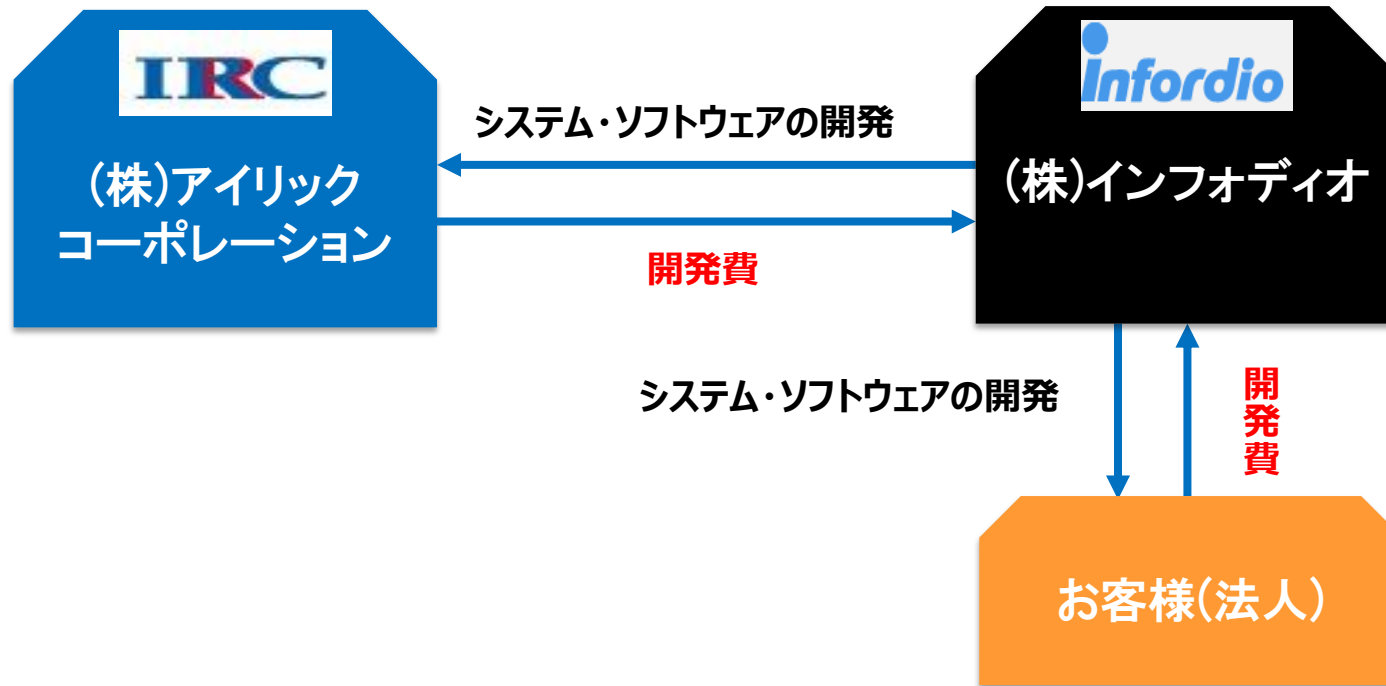 IRC
(株)アイリック
コーポレーション
システム・ソフトウェアの開発
開発費
infordio
(株)インフォディオ
システム・ソフトウェアの開発
開発費
お客様(法人)